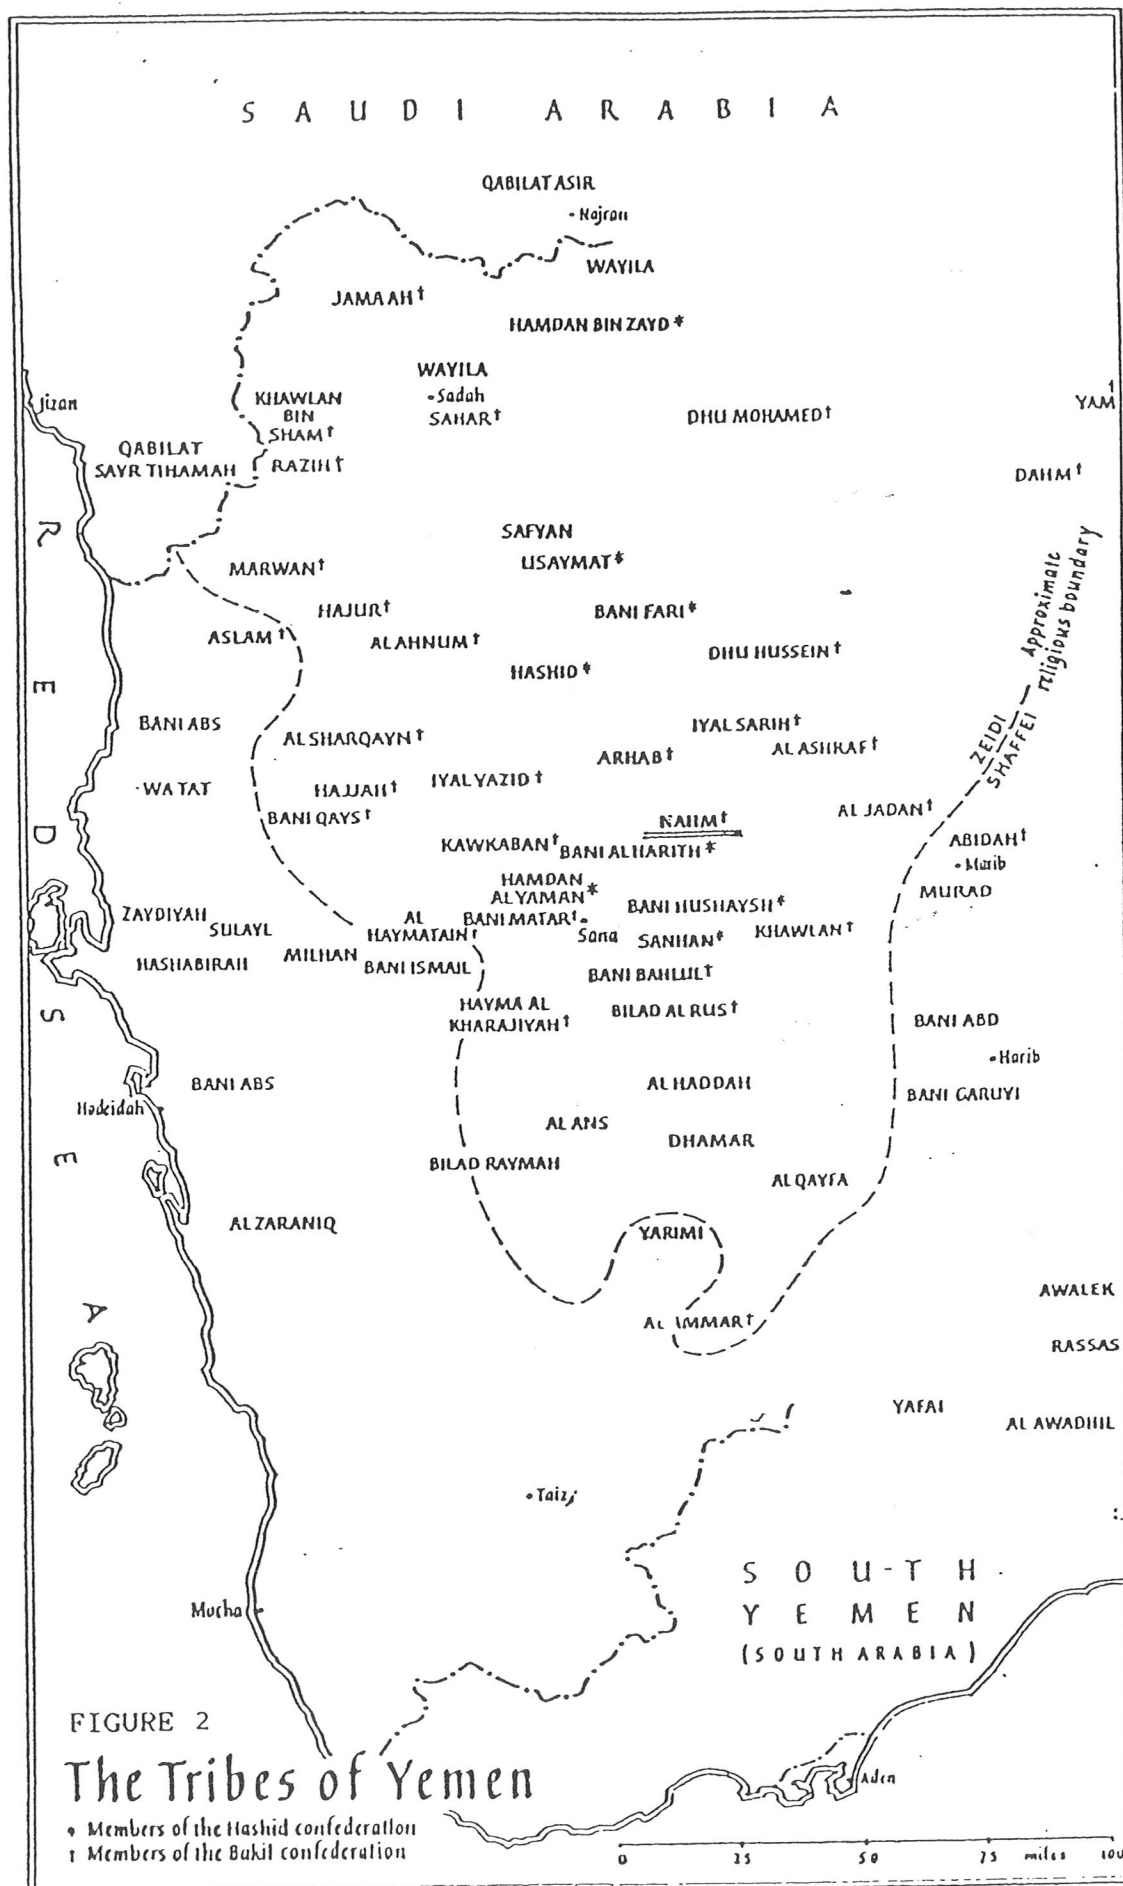 SAUDI ARABIA
QABILAT ASIR
Najran
WAYILA
JAMAAH†
HAMDAN BIN ZAYD*
WAYILA
Sadah
SAHAR†
KHAWLAN
BIN
SHAM†
RAZIH†
Jizan
QABILAT
SAYR TIHAMAH
DHU MOHAMED†
YAM†
DAHM†
SAFYAN
USAYMAT*
MARWAN†
HAJUR†
BANI FARI*
ASLAM†
AL AHNUM†
DHU HUSSEIN†
HASHID*
Approximate
religious boundary
ZEIDI
SHAFFEI
BANI ABS
AL SHARQAYN†
IYAL SARIH†
ARHAB†
AL ASHRAF†
WATAT
HAJJAH†
IYAL YAZID†
BANI QAYS†
NAHM†
AL JADAN†
KAWKABAN†
BANI AL HARITH*
ABIDAH†
Marib
MURAD
HAMDAN
AL YAMAN*
BANI HUSHAYSH*
ZAYDIYAH
SULAYL
AL
HAYMATAIN†
BANI MATAR†
Sana
SANHAN*
KHAWLAN†
HASHABIRAH
MILHAN
BANI ISMAIL
BANI BAHLUL†
HAYMA AL
KHARAJIYAH†
BILAD AL RUS†
BANI ABD
Harib
BANI ABS
AL HADDAH
BANI GARUYI
Hodeidah
AL ANS
DHAMAR
BILAD RAYMAH
AL QAYFA
AL ZARANIQ
YARIMI
AL AMMAR†
AWALEK
RASSAS
YAFAI
AL AWADHIL
Taiz
Mocha
RED SEA
SOUTH
YEMEN
(SOUTH ARABIA)
Aden
FIGURE 2
The Tribes of Yemen
* Members of the Hashid confederation
† Members of the Bakil confederation
0 25 50 75 miles 100